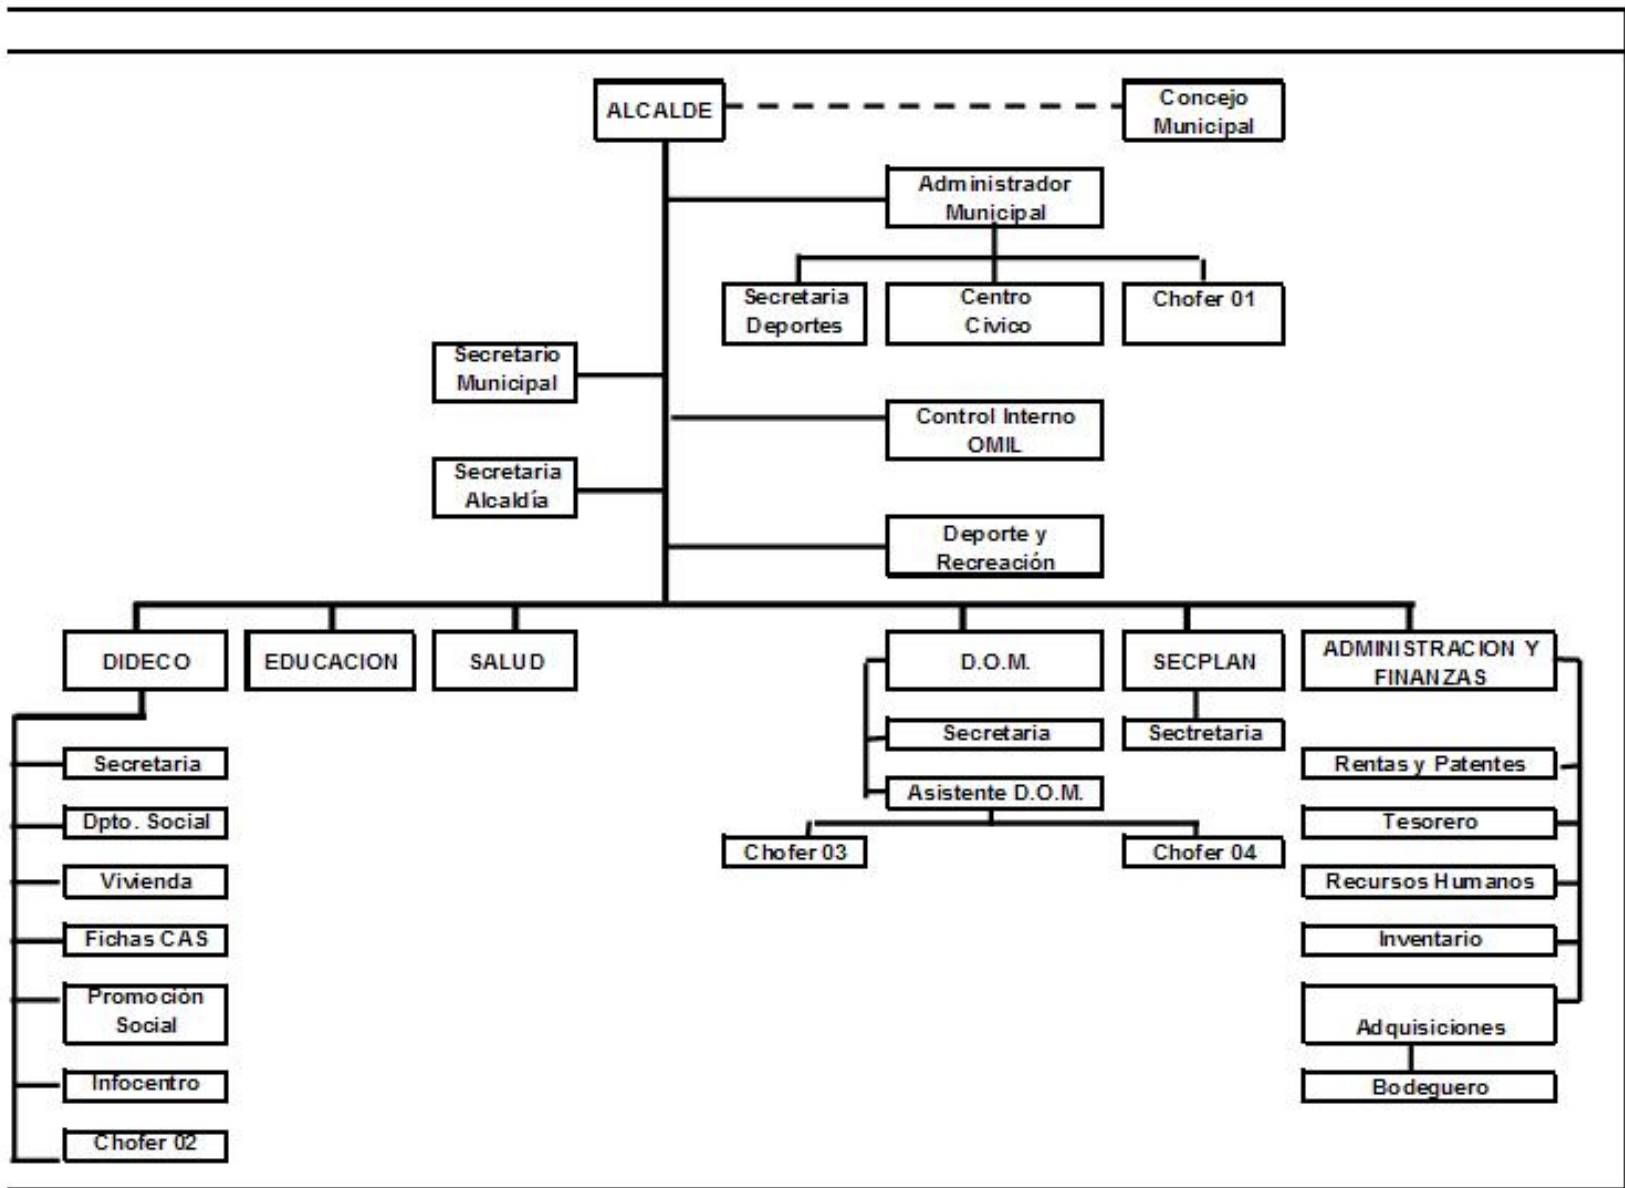 ALCALDE
Concejo
Municipal
Administrador
Municipal
Secretaria
Deportes
Centro
Civico
Chofer 01
Secretario
Municipal
Control Interno
OMIL
Secretaria
Alcaldía
Deporte y
Recreación
DIDECO
EDUCACION
SALUD
D.O.M.
SECPLAN
ADMINISTRACION Y
FINANZAS
Secretaria
Dpto. Social
Vivienda
Fichas CAS
Promoción
Social
Infocentro
Chofer 02
Secretaria
Asistente D.O.M.
Chofer 03
Chofer 04
Sectretaria
Rentas y Patentes
Tesorero
Recursos Humanos
Inventario
Adquisiciones
Bodeguero